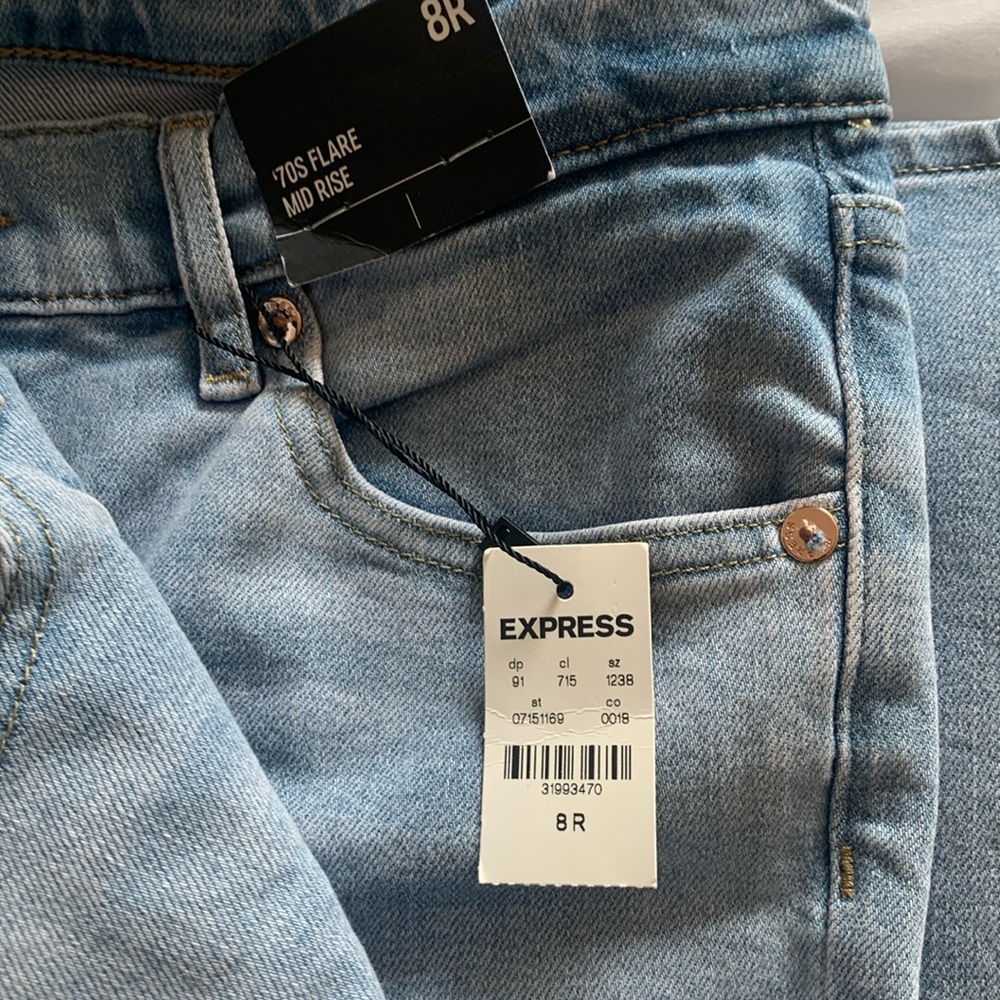 8R
'70S FLARE
MID RISE
EXPRESS
dp cl sz
91 715 1238
st co
07151169 0018
31993470
8 R